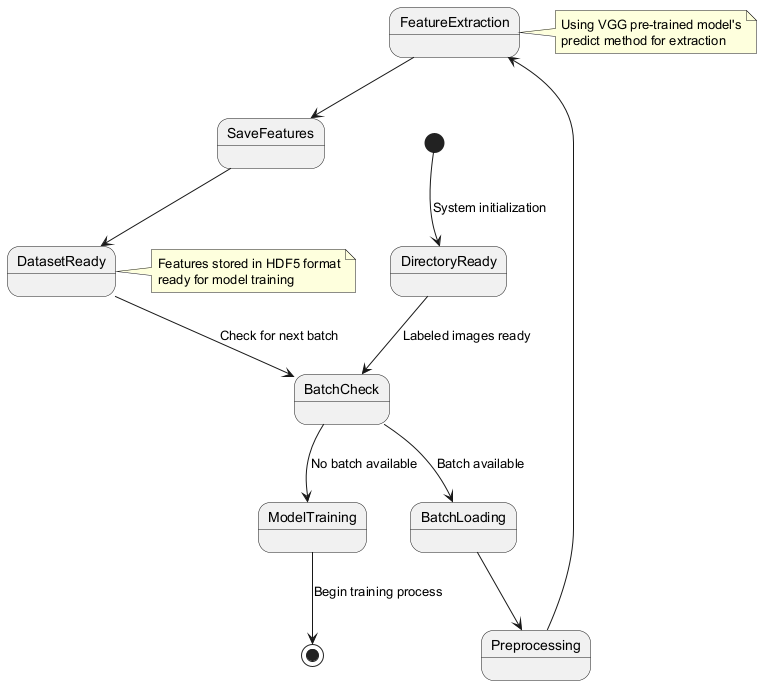 FeatureExtraction
Using VGG pre-trained model's
predict method for extraction
SaveFeatures
System initialization
DatasetReady
Features stored in HDF5 format
ready for model training
DirectoryReady
Check for next batch
Labeled images ready
BatchCheck
No batch available
Batch available
ModelTraining
BatchLoading
Begin training process
Preprocessing